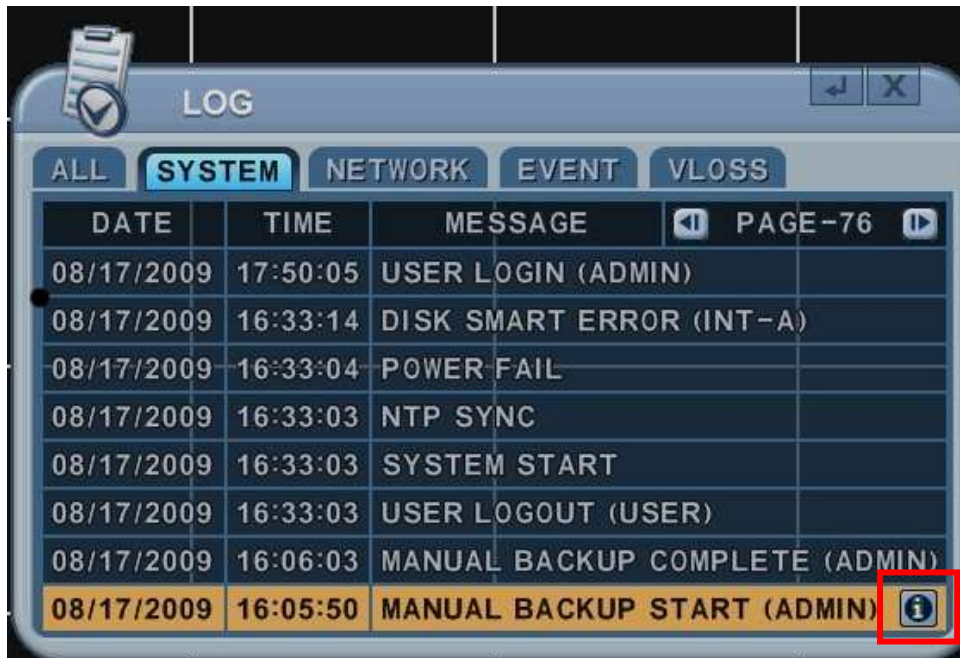 LOG
ALL SYSTEM NETWORK EVENT VLOSS
DATE TIME MESSAGE PAGE-76
08/17/2009 17:50:05 USER LOGIN (ADMIN)
08/17/2009 16:33:14 DISK SMART ERROR (INT-A)
08/17/2009 16:33:04 POWER FAIL
08/17/2009 16:33:03 NTP SYNC
08/17/2009 16:33:03 SYSTEM START
08/17/2009 16:33:03 USER LOGOUT (USER)
08/17/2009 16:06:03 MANUAL BACKUP COMPLETE (ADMIN)
08/17/2009 16:05:50 MANUAL BACKUP START (ADMIN)